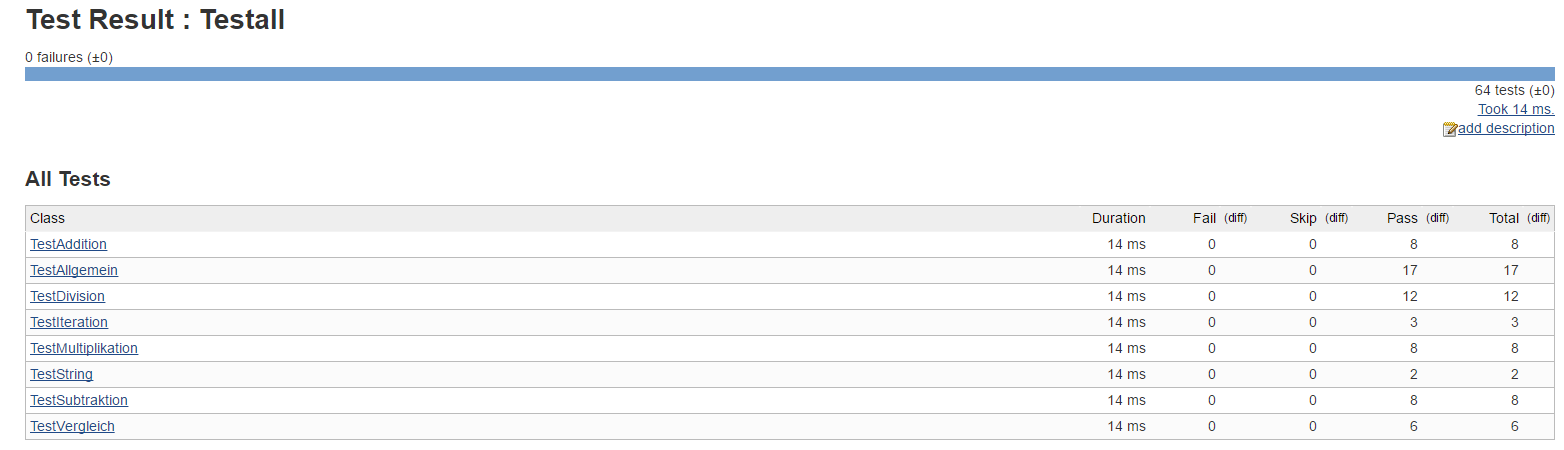 Test Result : Testall
0 failures (±0)
64 tests (±0)
Took 14 ms.
add description
All Tests
Class Duration Fail (diff) Skip (diff) Pass (diff) Total (diff)
TestAddition 14 ms 0 0 8 8
TestAllgemein 14 ms 0 0 17 17
TestDivision 14 ms 0 0 12 12
TestIteration 14 ms 0 0 3 3
TestMultiplikation 14 ms 0 0 8 8
TestString 14 ms 0 0 2 2
TestSubtraktion 14 ms 0 0 8 8
TestVergleich 14 ms 0 0 6 6